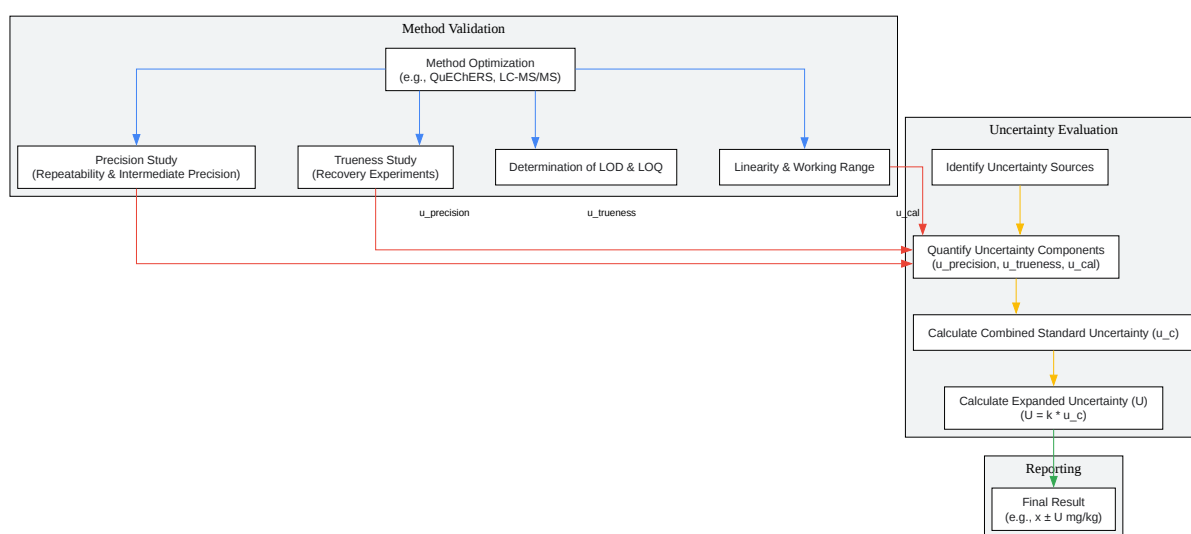 Method Validation
Method Optimization
(e.g., QuEChERS, LC-MS/MS)
Precision Study
(Repeatability & Intermediate Precision)
Trueness Study
(Recovery Experiments)
Determination of LOD & LOQ
Linearity & Working Range
u_precision
u_trueness
u_cal
Uncertainty Evaluation
Identify Uncertainty Sources
Quantify Uncertainty Components
(u_precision, u_trueness, u_cal)
Calculate Combined Standard Uncertainty (u_c)
Calculate Expanded Uncertainty (U)
(U = k * u_c)
Reporting
Final Result
(e.g., x ± U mg/kg)